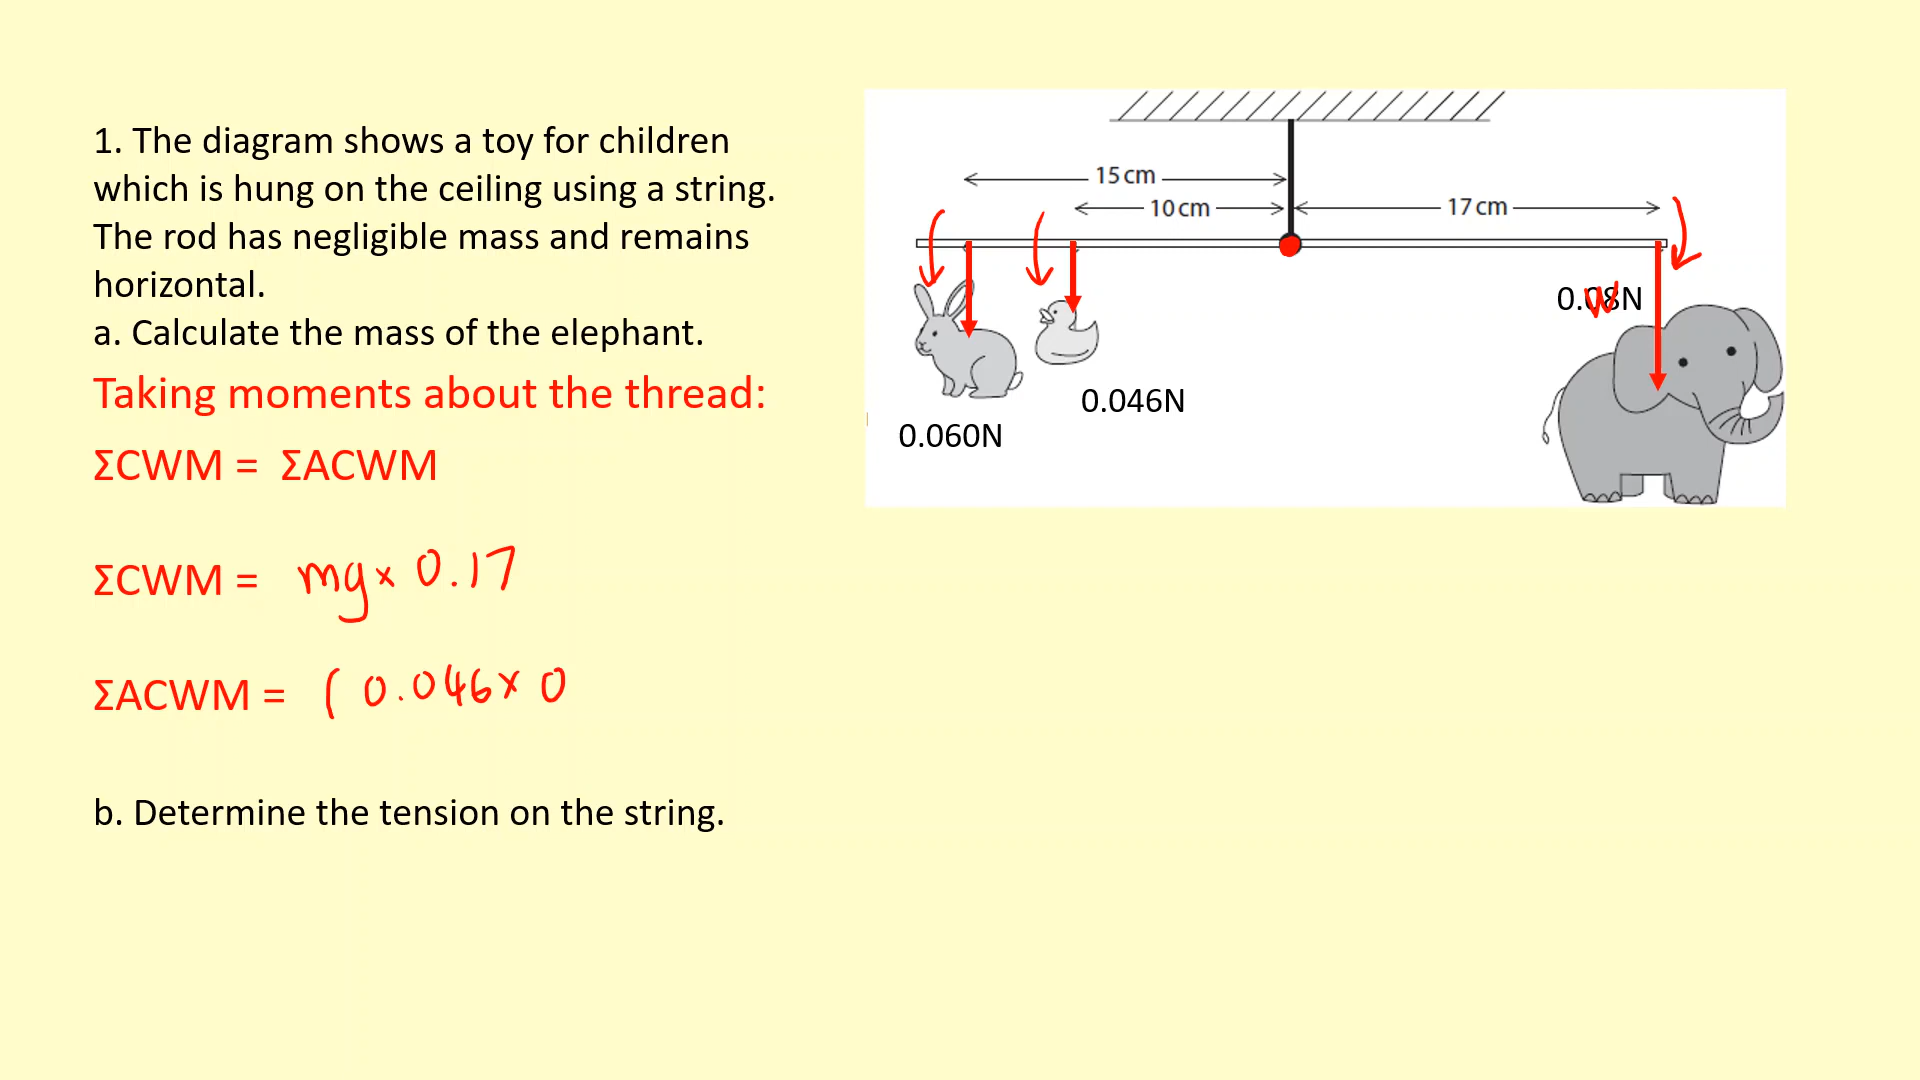 1. The diagram shows a toy for children
which is hung on the ceiling using a string.
The rod has negligible mass and remains
horizontal.
a. Calculate the mass of the elephant.
Taking moments about the thread:
ΣCWM = ΣACWM
ΣCWM = mg × 0.17
ΣACWM = ( 0.046 × 0
b. Determine the tension on the string.
15 cm
10 cm
17 cm
0.08N
W
0.046N
0.060N